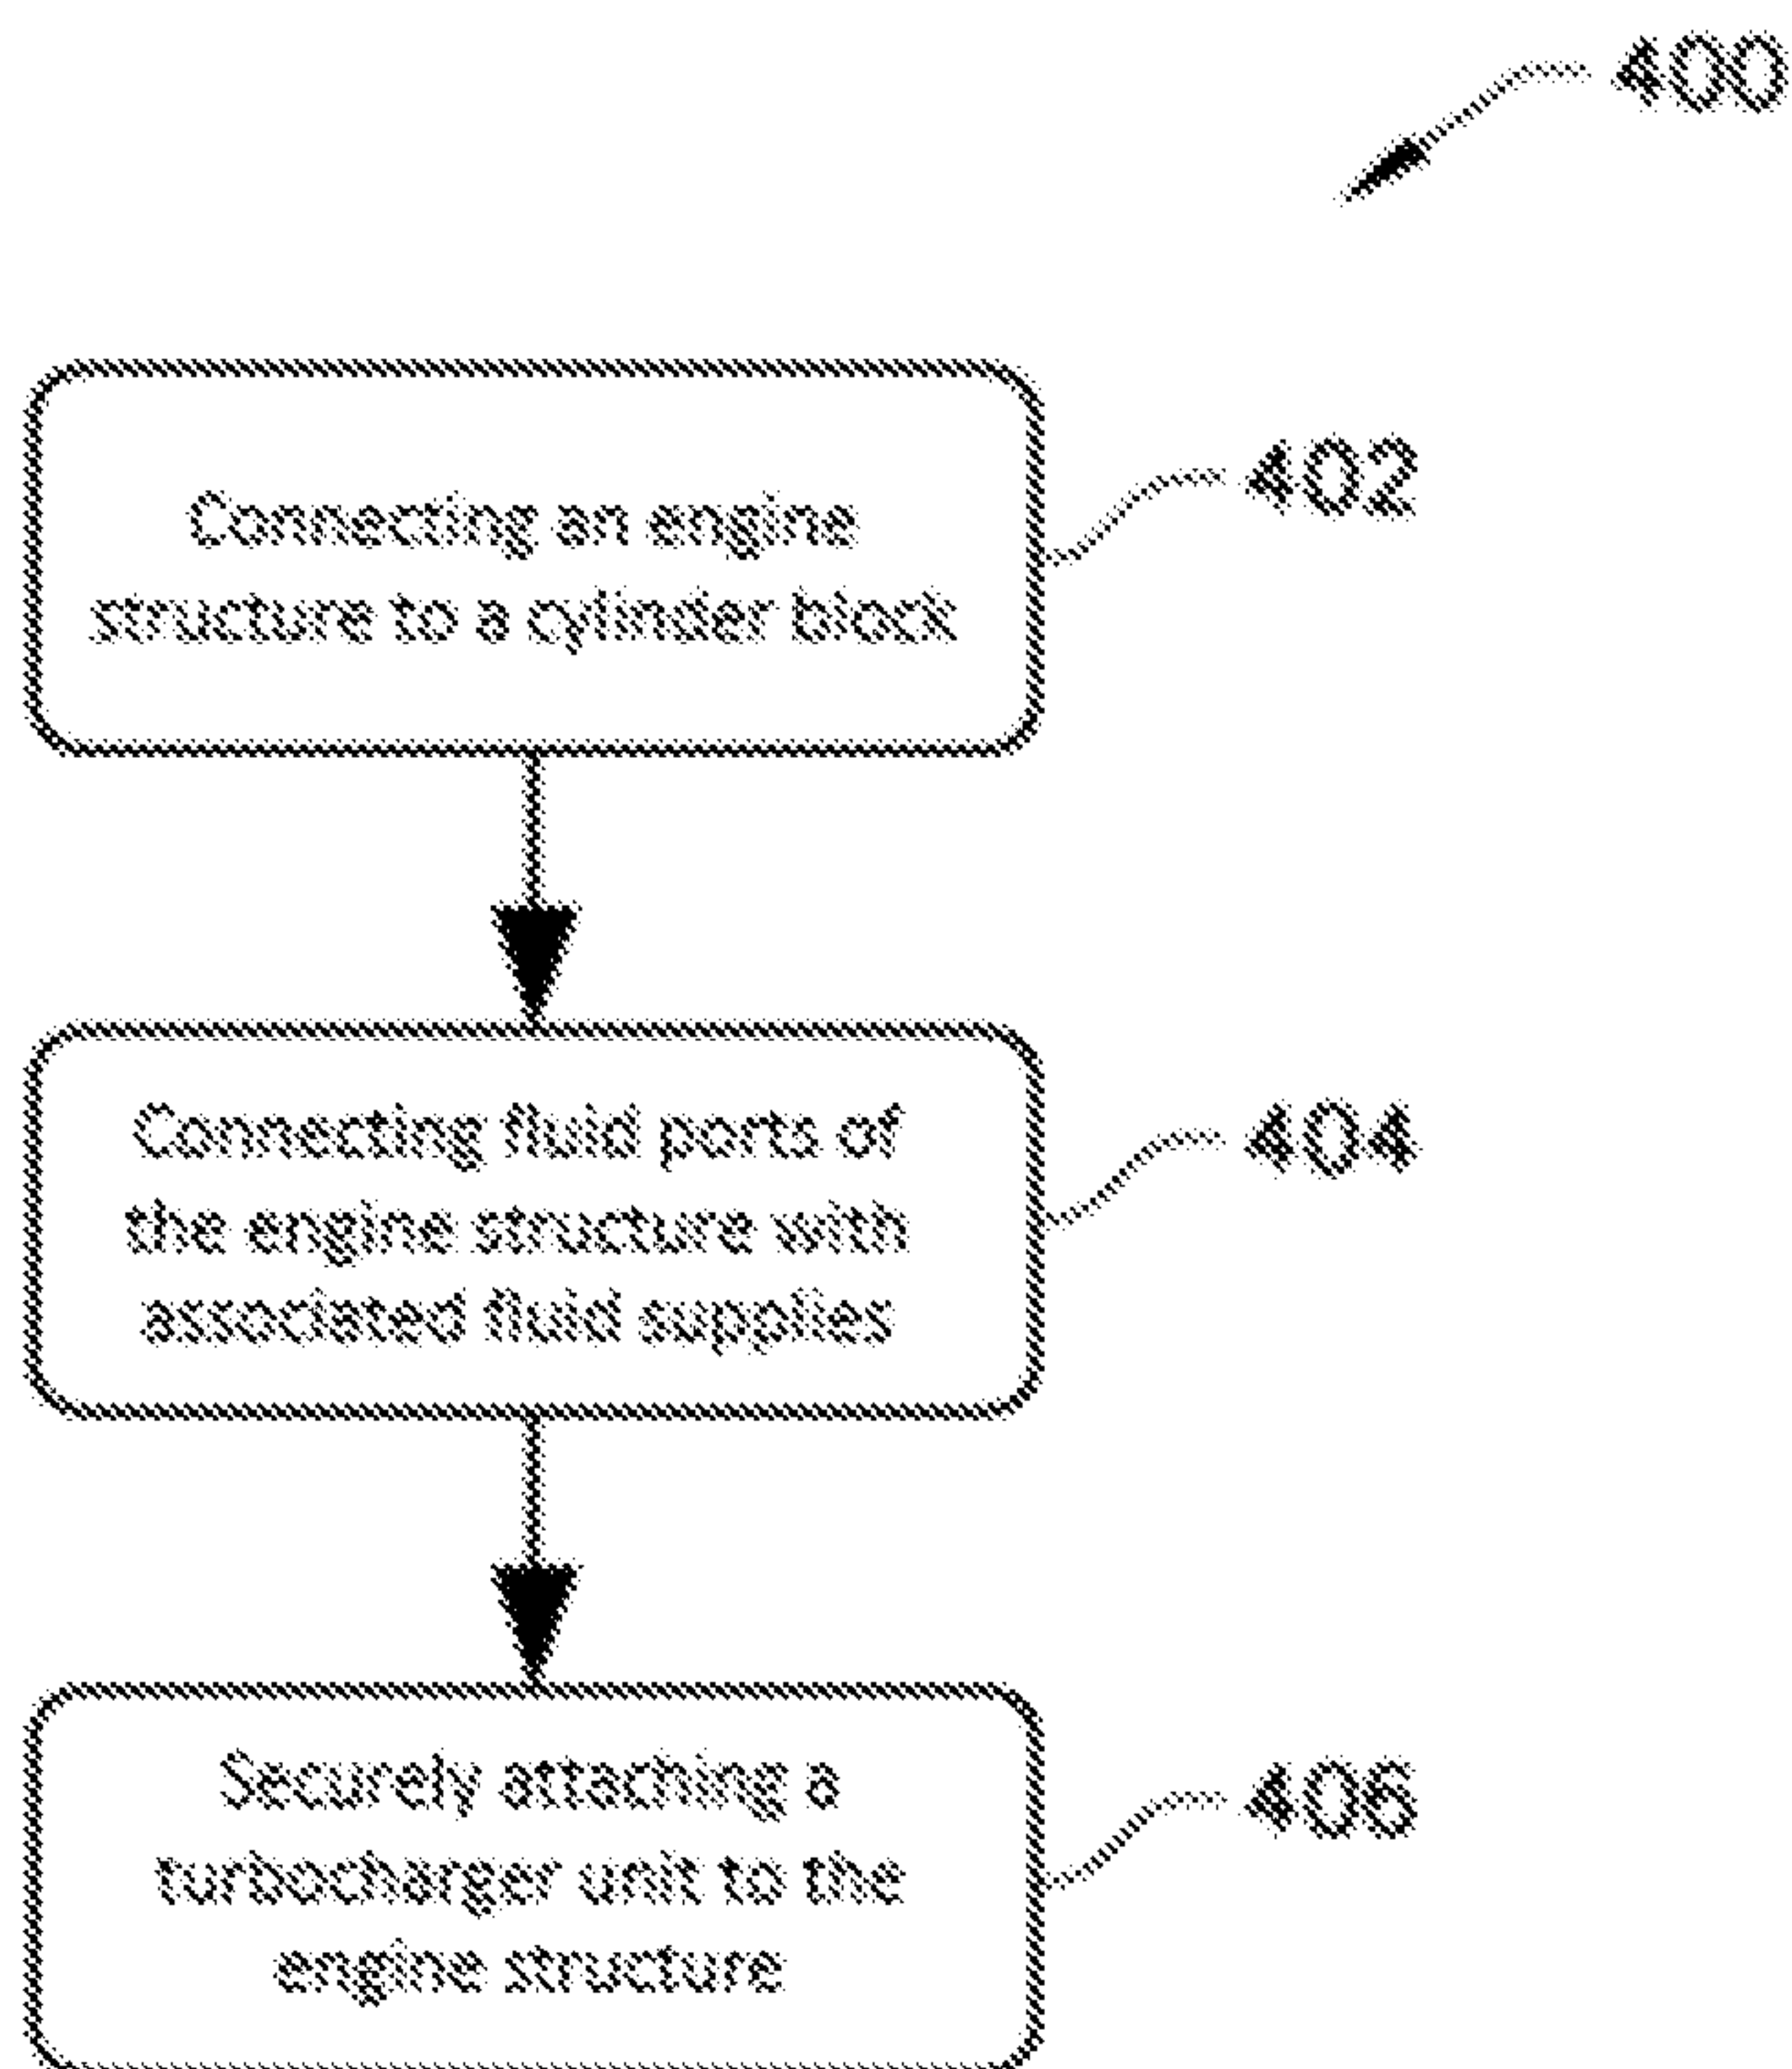 400
Connecting an engine
structure to a cylinder block
402
Connecting fluid ports of
the engine structure with
associated fluid supplies
404
Securely attaching a
turbocharger unit to the
engine structure
406